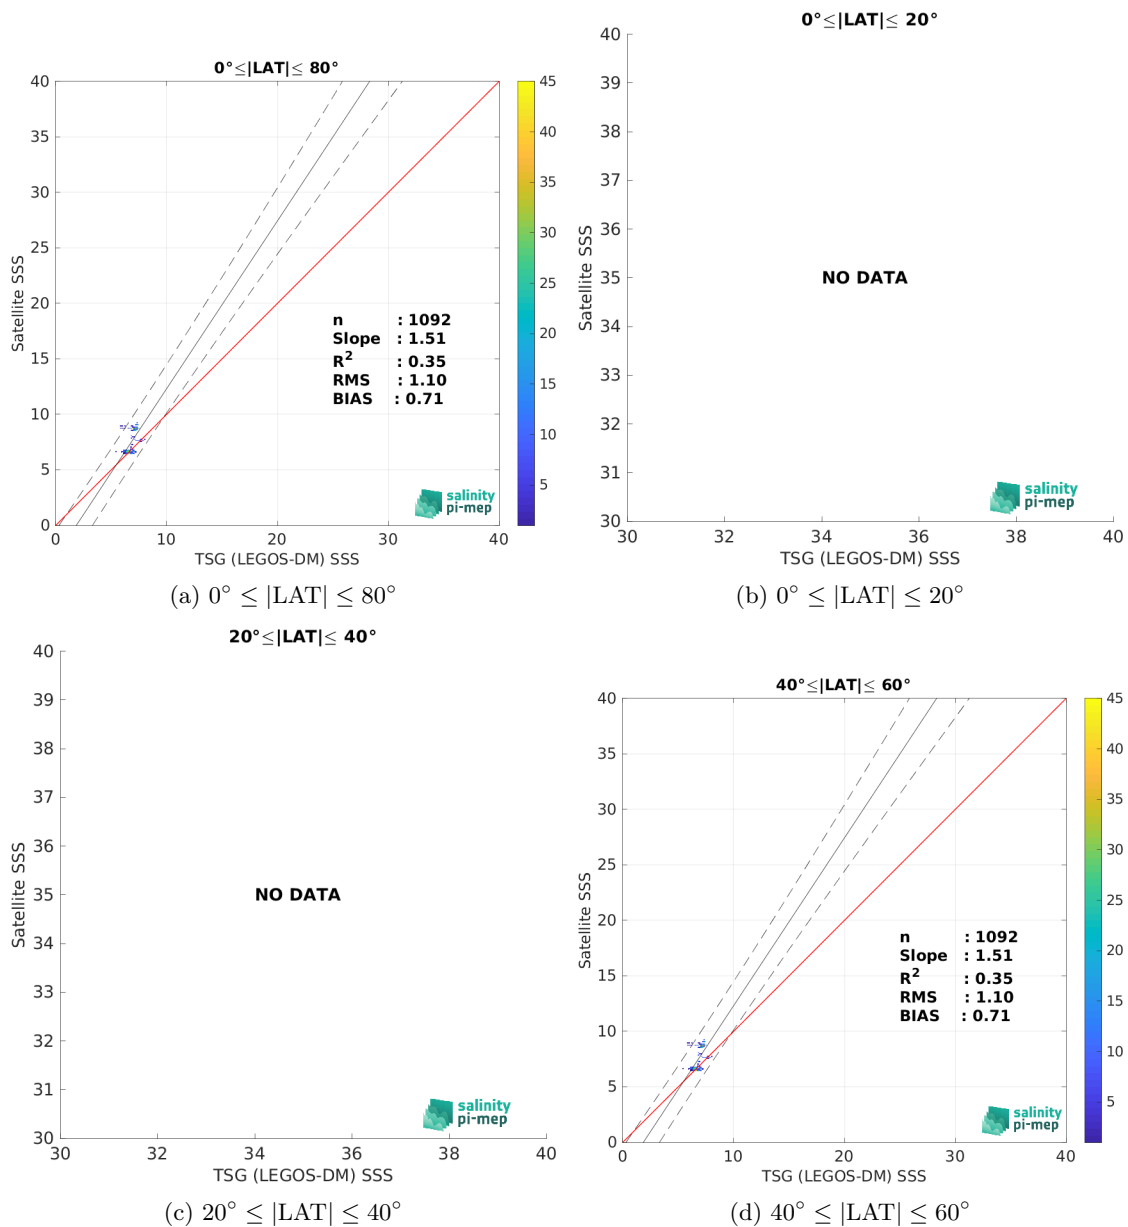 0°≤|LAT|≤ 80°
40
35
30
25
20
15
10
5
0
0
10
20
30
40
Satellite SSS
TSG (LEGOS-DM) SSS
n : 1092
Slope : 1.51
R² : 0.35
RMS : 1.10
BIAS : 0.71
salinity
pi-mep
45
40
35
30
25
20
15
10
5
(a) 0° ≤ |LAT| ≤ 80°
0°≤|LAT|≤ 20°
40
39
38
37
36
35
34
33
32
31
30
30
32
34
36
38
40
Satellite SSS
TSG (LEGOS-DM) SSS
NO DATA
salinity
pi-mep
(b) 0° ≤ |LAT| ≤ 20°
20°≤|LAT|≤ 40°
40
39
38
37
36
35
34
33
32
31
30
30
32
34
36
38
40
Satellite SSS
TSG (LEGOS-DM) SSS
NO DATA
salinity
pi-mep
(c) 20° ≤ |LAT| ≤ 40°
40°≤|LAT|≤ 60°
40
35
30
25
20
15
10
5
0
0
10
20
30
40
Satellite SSS
TSG (LEGOS-DM) SSS
n : 1092
Slope : 1.51
R² : 0.35
RMS : 1.10
BIAS : 0.71
salinity
pi-mep
45
40
35
30
25
20
15
10
5
(d) 40° ≤ |LAT| ≤ 60°